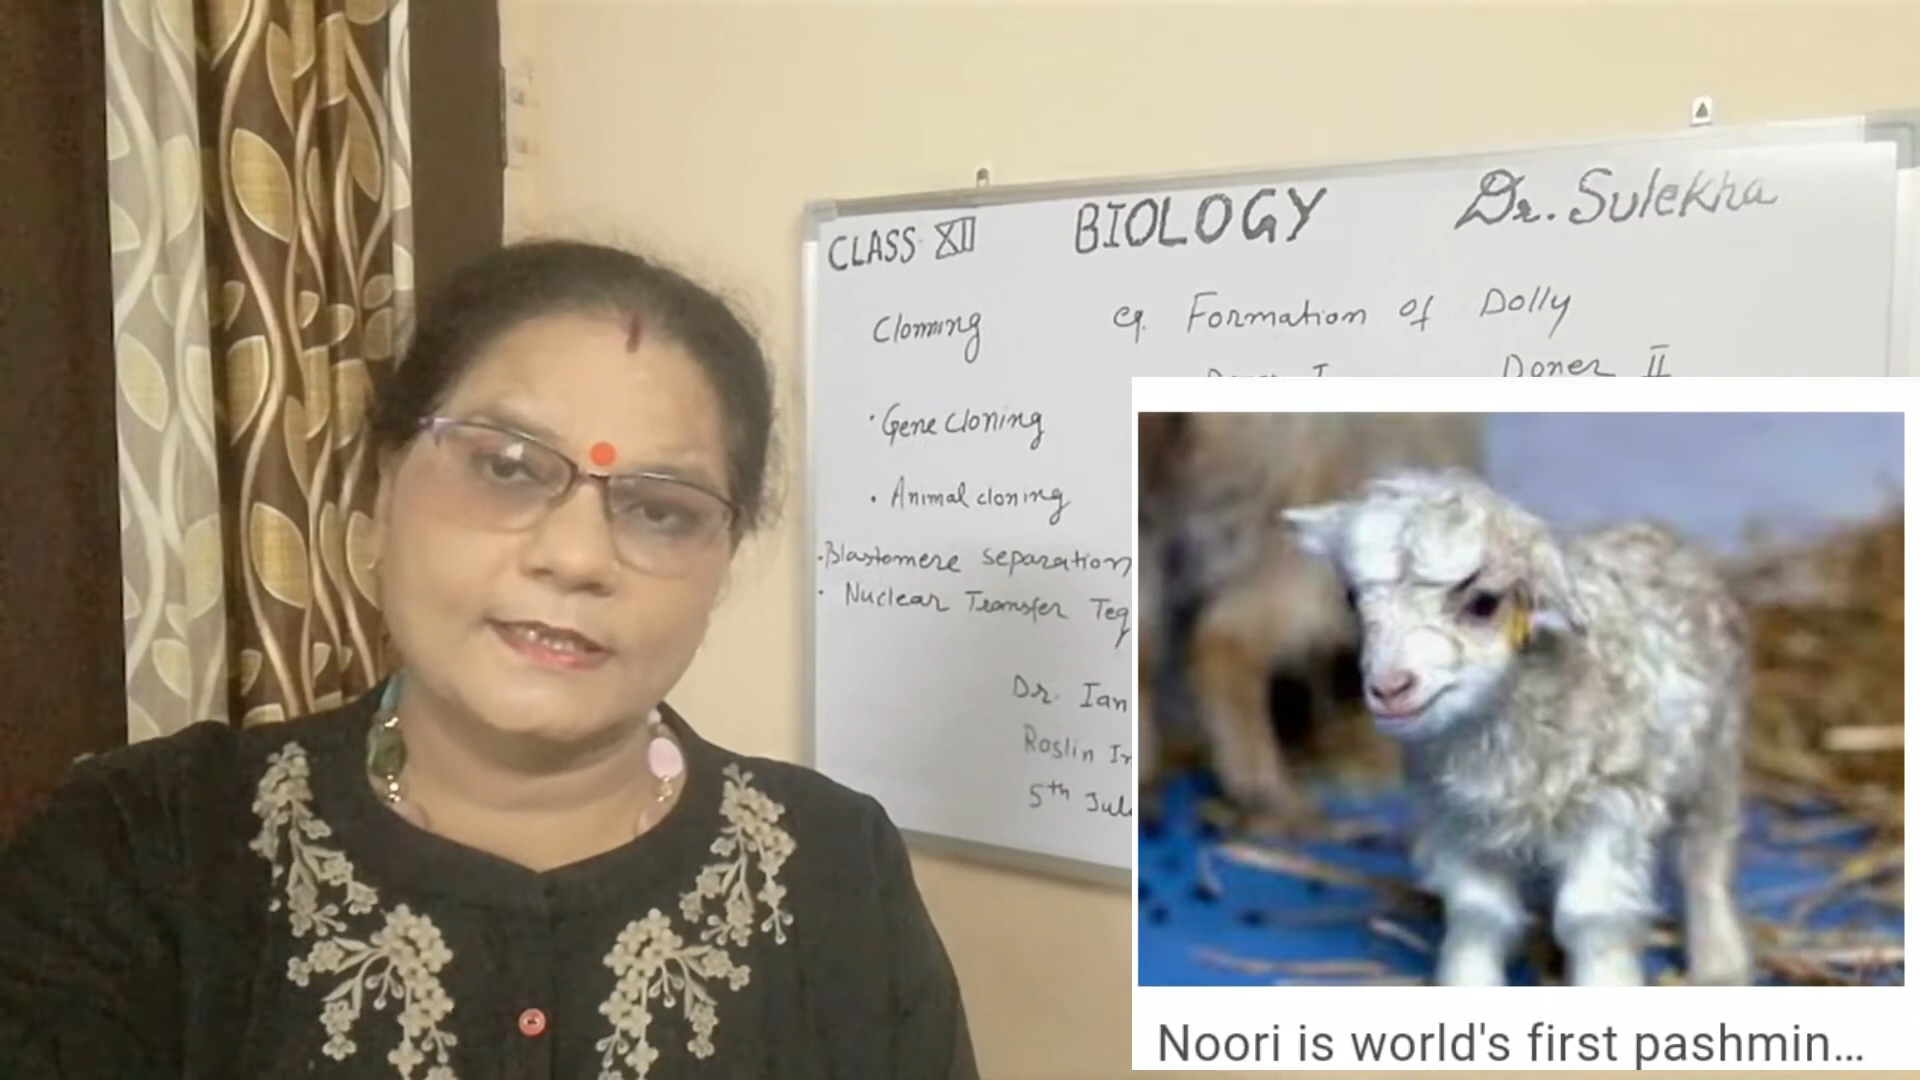 CLASS XII BIOLOGY Dr. Sulekha
Clonning eg. Formation of Dolly
Doner II
· Gene cloning
· Animal cloning
· Blastomere separation
· Nuclear Transfer Teq
Dr. Ian
Roslin In
5th Jul
Noori is world's first pashmin...